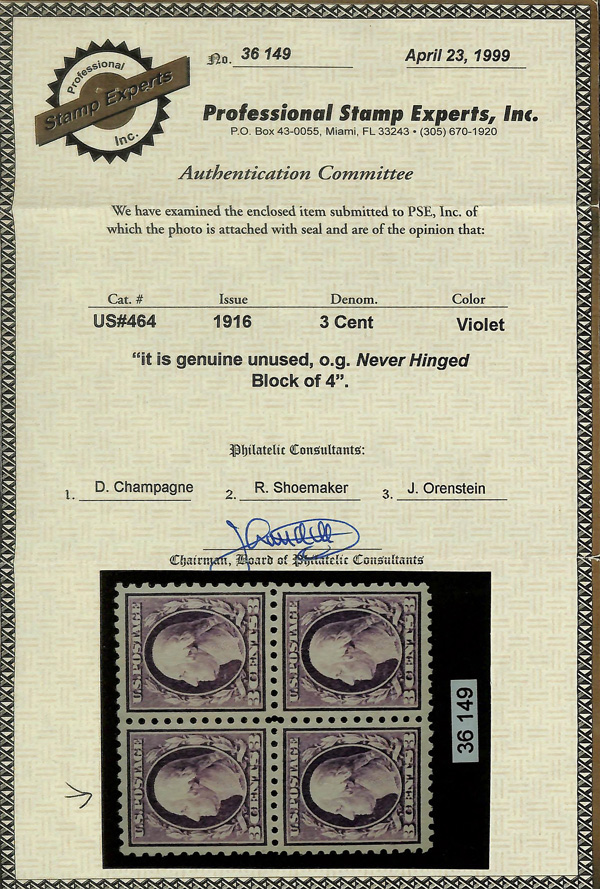 Professional
Stamp Experts
Inc.
No. 36 149
April 23, 1999
Professional Stamp Experts, Inc.
P.O. Box 43-0055, Miami, FL 33243 • (305) 670-1920
Authentication Committee
We have examined the enclosed item submitted to PSE, Inc. of
which the photo is attached with seal and are of the opinion that:
Cat. # Issue Denom. Color
US#464 1916 3 Cent Violet
“it is genuine unused, o.g. Never Hinged
Block of 4”.
Philatelic Consultants:
1. D. Champagne 2. R. Shoemaker 3. J. Orenstein
Chairman, Board of Philatelic Consultants
U.S.POSTAGE
3 CENTS 3
U.S.POSTAGE
3 CENTS 3
U.S.POSTAGE
3 CENTS 3
U.S.POSTAGE
3 CENTS 3
36 149